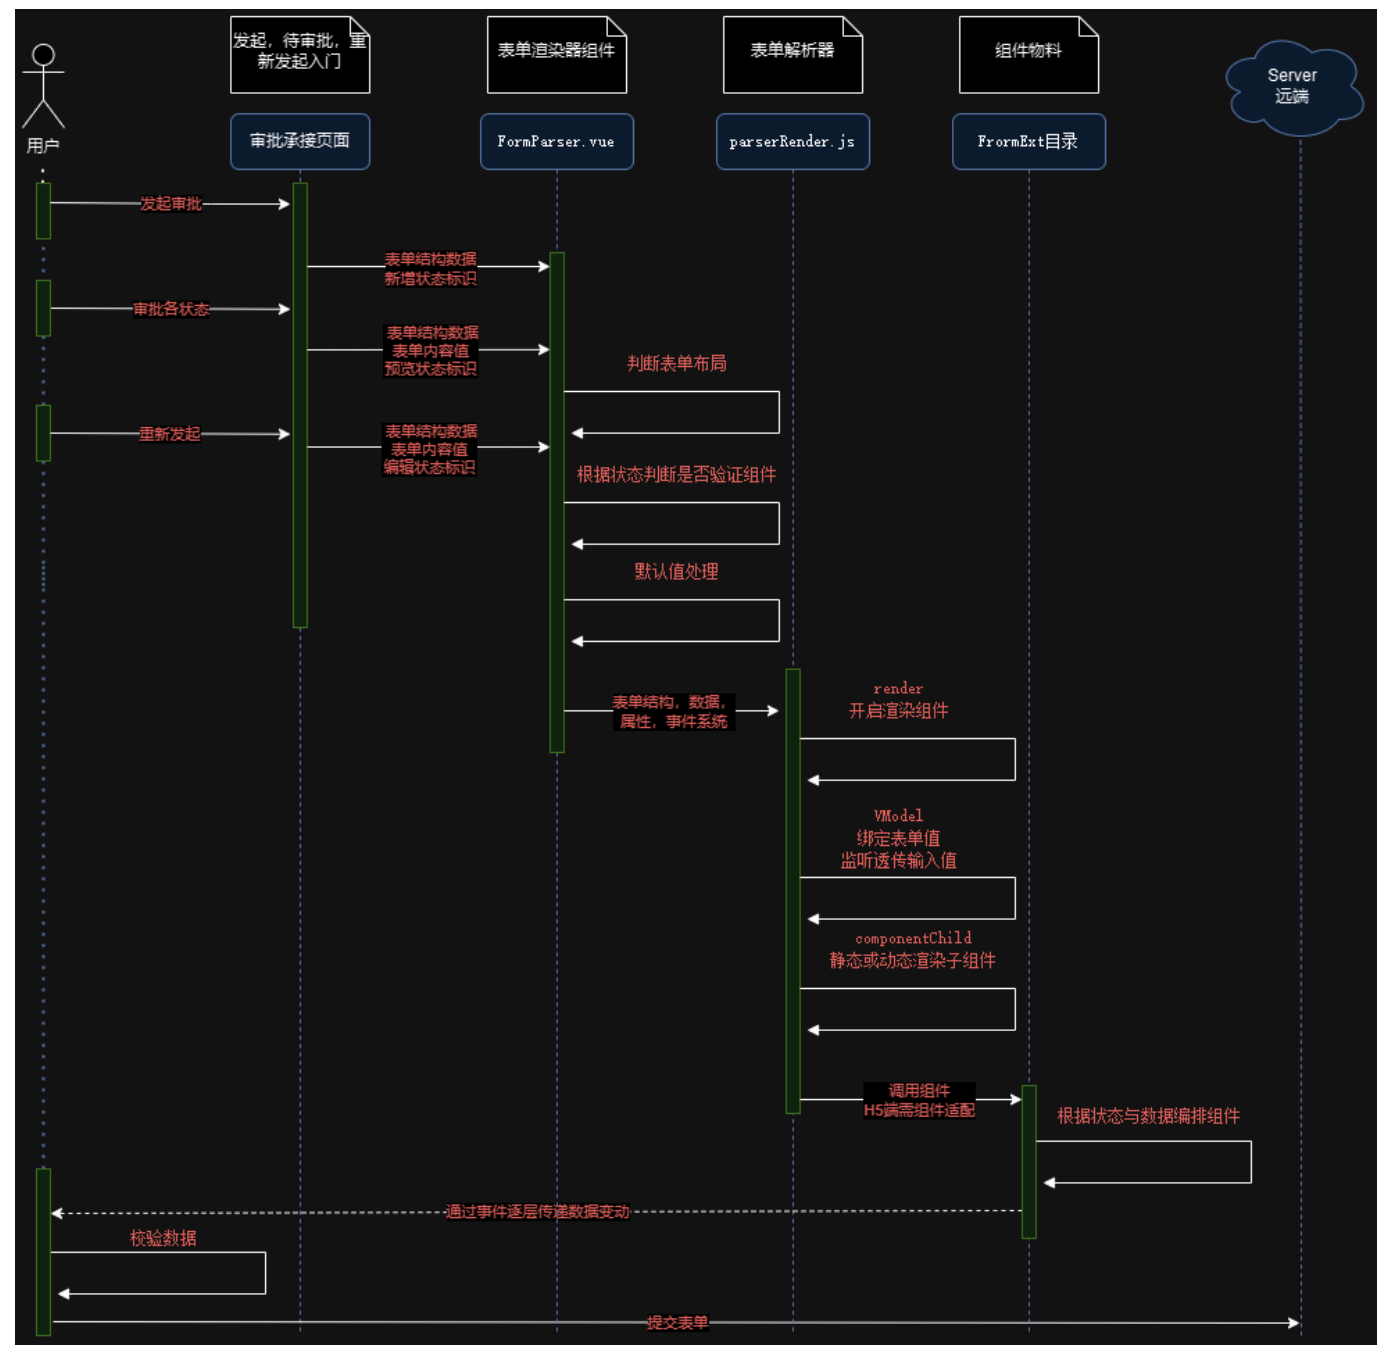 发起，待审批，重
新发起入门
表单渲染器组件
表单解析器
组件物料
Server
远端
用户
审批承接页面
FormParser.vue
parserRender.js
FrormExt目录
发起审批
表单结构数据
新增状态标识
审批各状态
表单结构数据
表单内容值
预览状态标识
判断表单布局
重新发起
表单结构数据
表单内容值
编辑状态标识
根据状态判断是否验证组件
默认值处理
表单结构，数据，
属性，事件系统
render
开启渲染组件
VModel
绑定表单值
监听透传输入值
componentChild
静态或动态渲染子组件
调用组件
H5端需组件适配
根据状态与数据编排组件
通过事件逐层传递数据变动
校验数据
提交表单